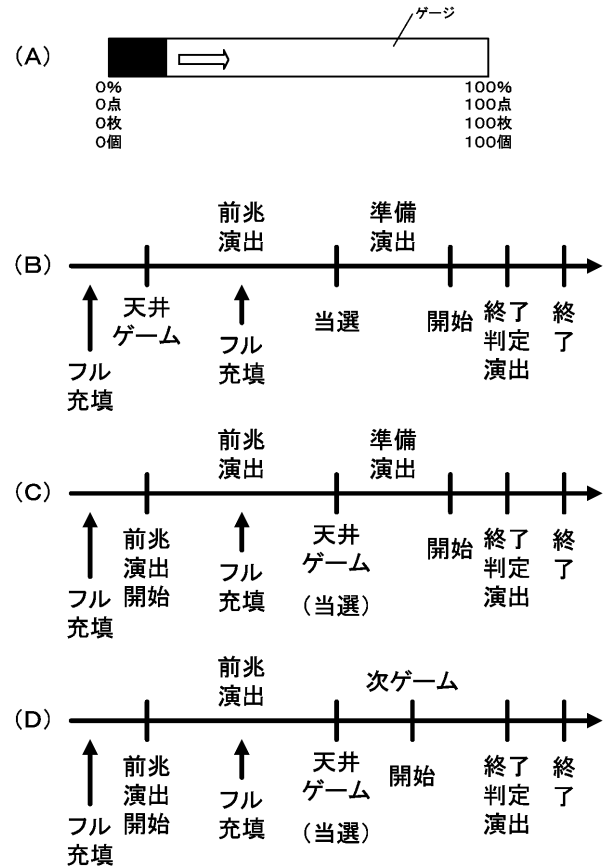 ゲージ
(A)
0% 100%
0点 100点
0枚 100枚
0個 100個
前兆 準備
演出 演出
(B)
天井 当選 開始 終了 終
ゲーム 判定 了
フル フル 演出
充填 充填
前兆 準備
演出 演出
(C)
前兆 天井 開始 終了 終
演出 ゲーム 判定 了
開始 (当選) 演出
フル フル
充填 充填
前兆 次ゲーム
演出
(D)
前兆 天井 開始 終了 終
演出 ゲーム 判定 了
開始 (当選) 演出
フル フル
充填 充填